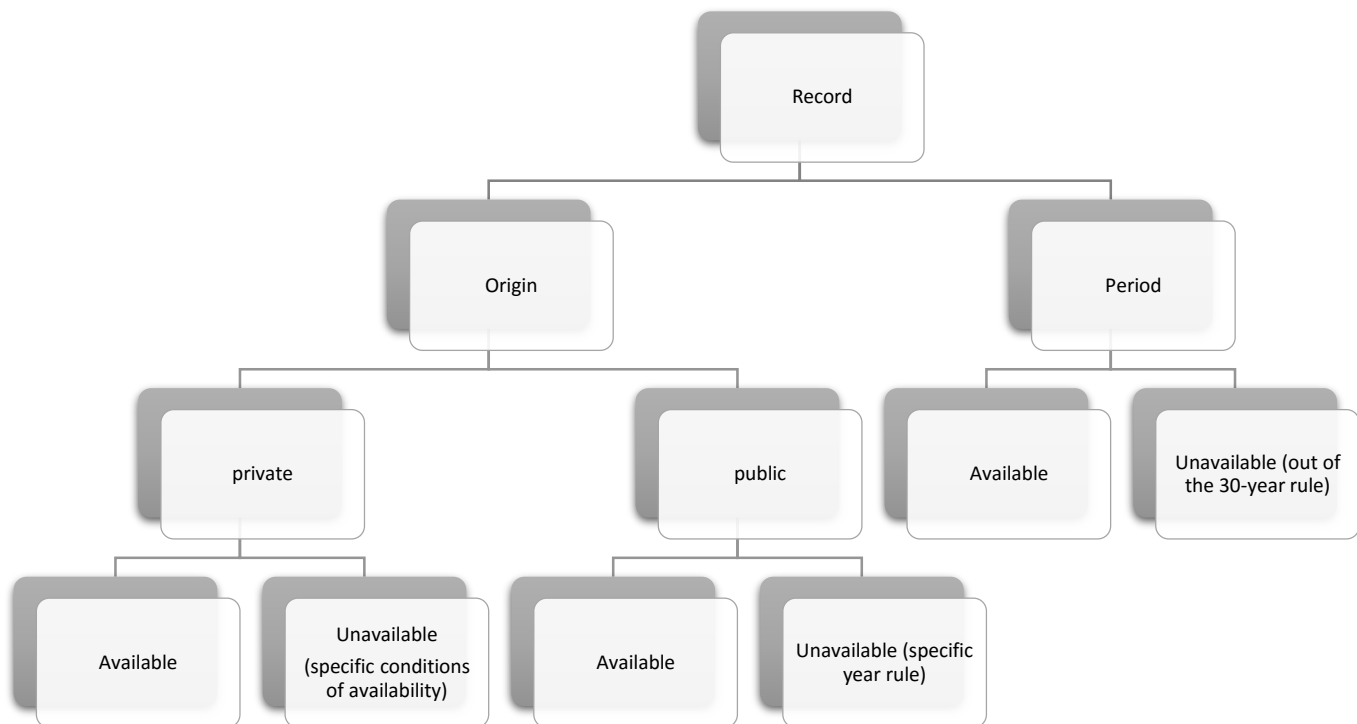 Record
Origin
Period
private
public
Available
Unavailable (out of
the 30-year rule)
Available
Unavailable
(specific conditions
of availability)
Available
Unavailable (specific
year rule)